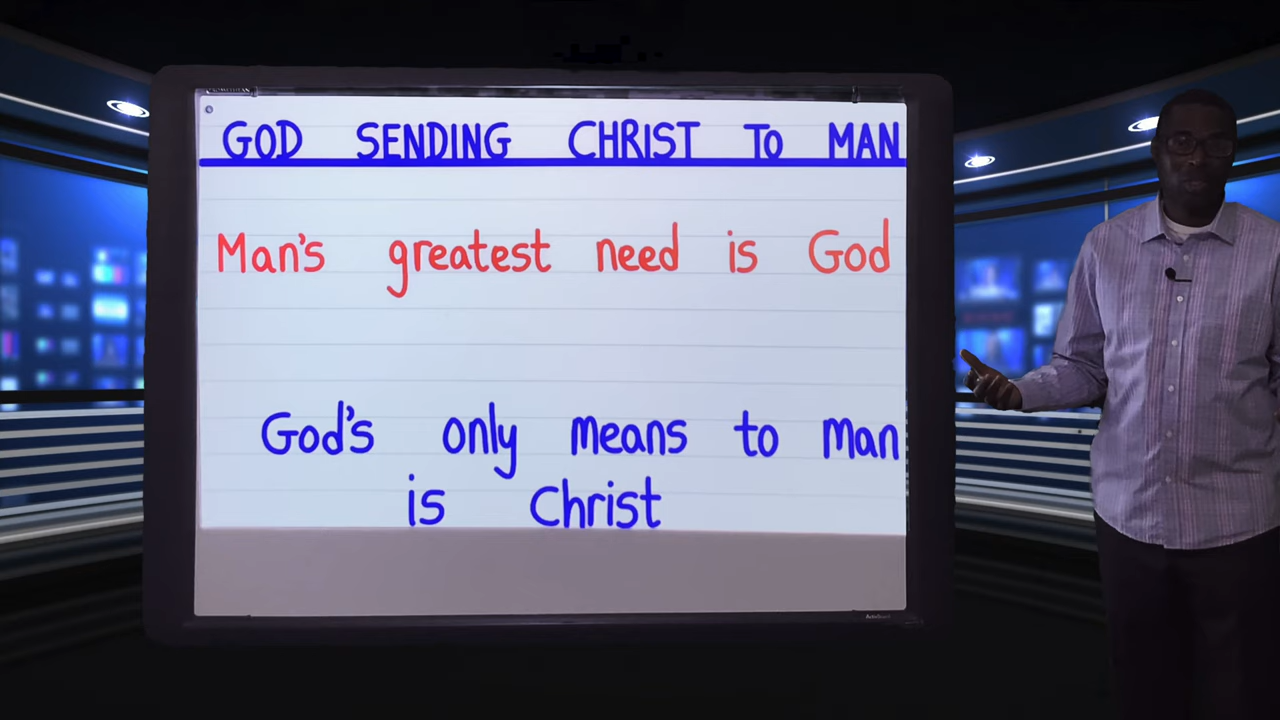 GOD SENDING CHRIST TO MAN
Man's greatest need is God
God's only means to man
is Christ